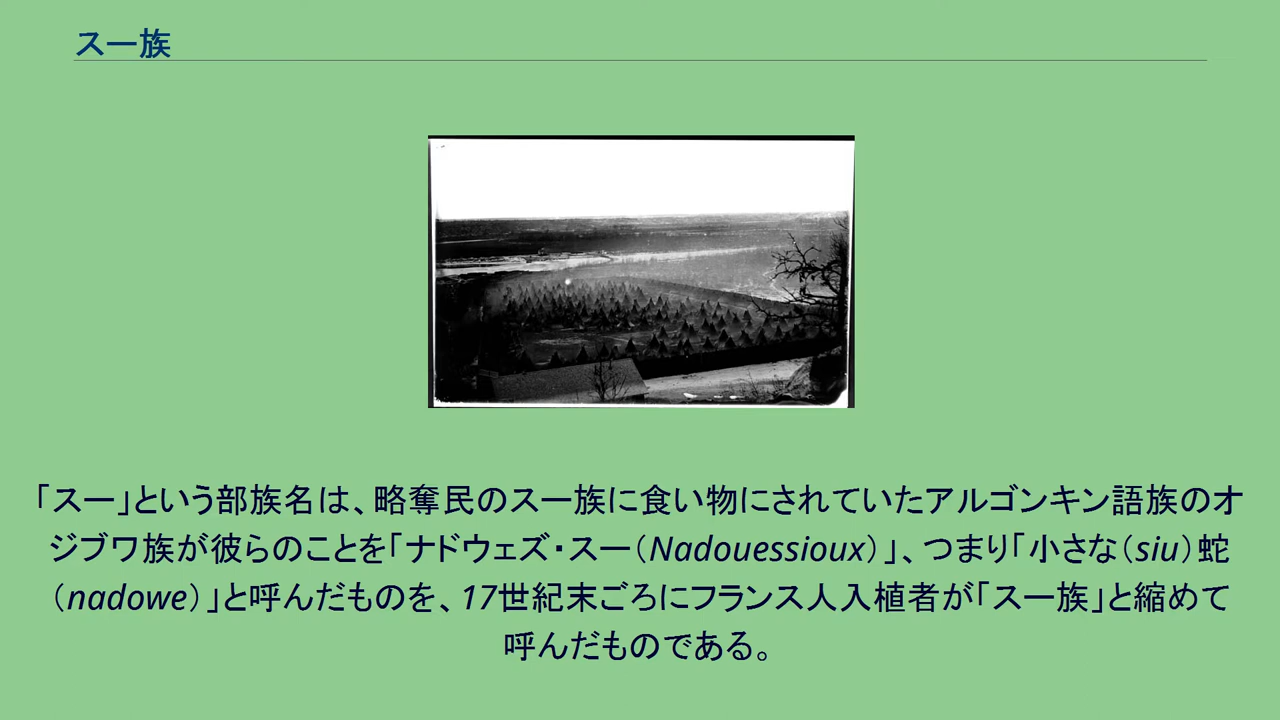 スー族
「スー」という部族名は、略奪民のスー族に食い物にされていたアルゴンキン語族のオ
ジブワ族が彼らのことを「ナドウェズ・スー（Nadouessioux）」、つまり「小さな（siu）蛇
（nadowe）」と呼んだものを、17世紀末ごろにフランス人入植者が「スー族」と縮めて
呼んだものである。